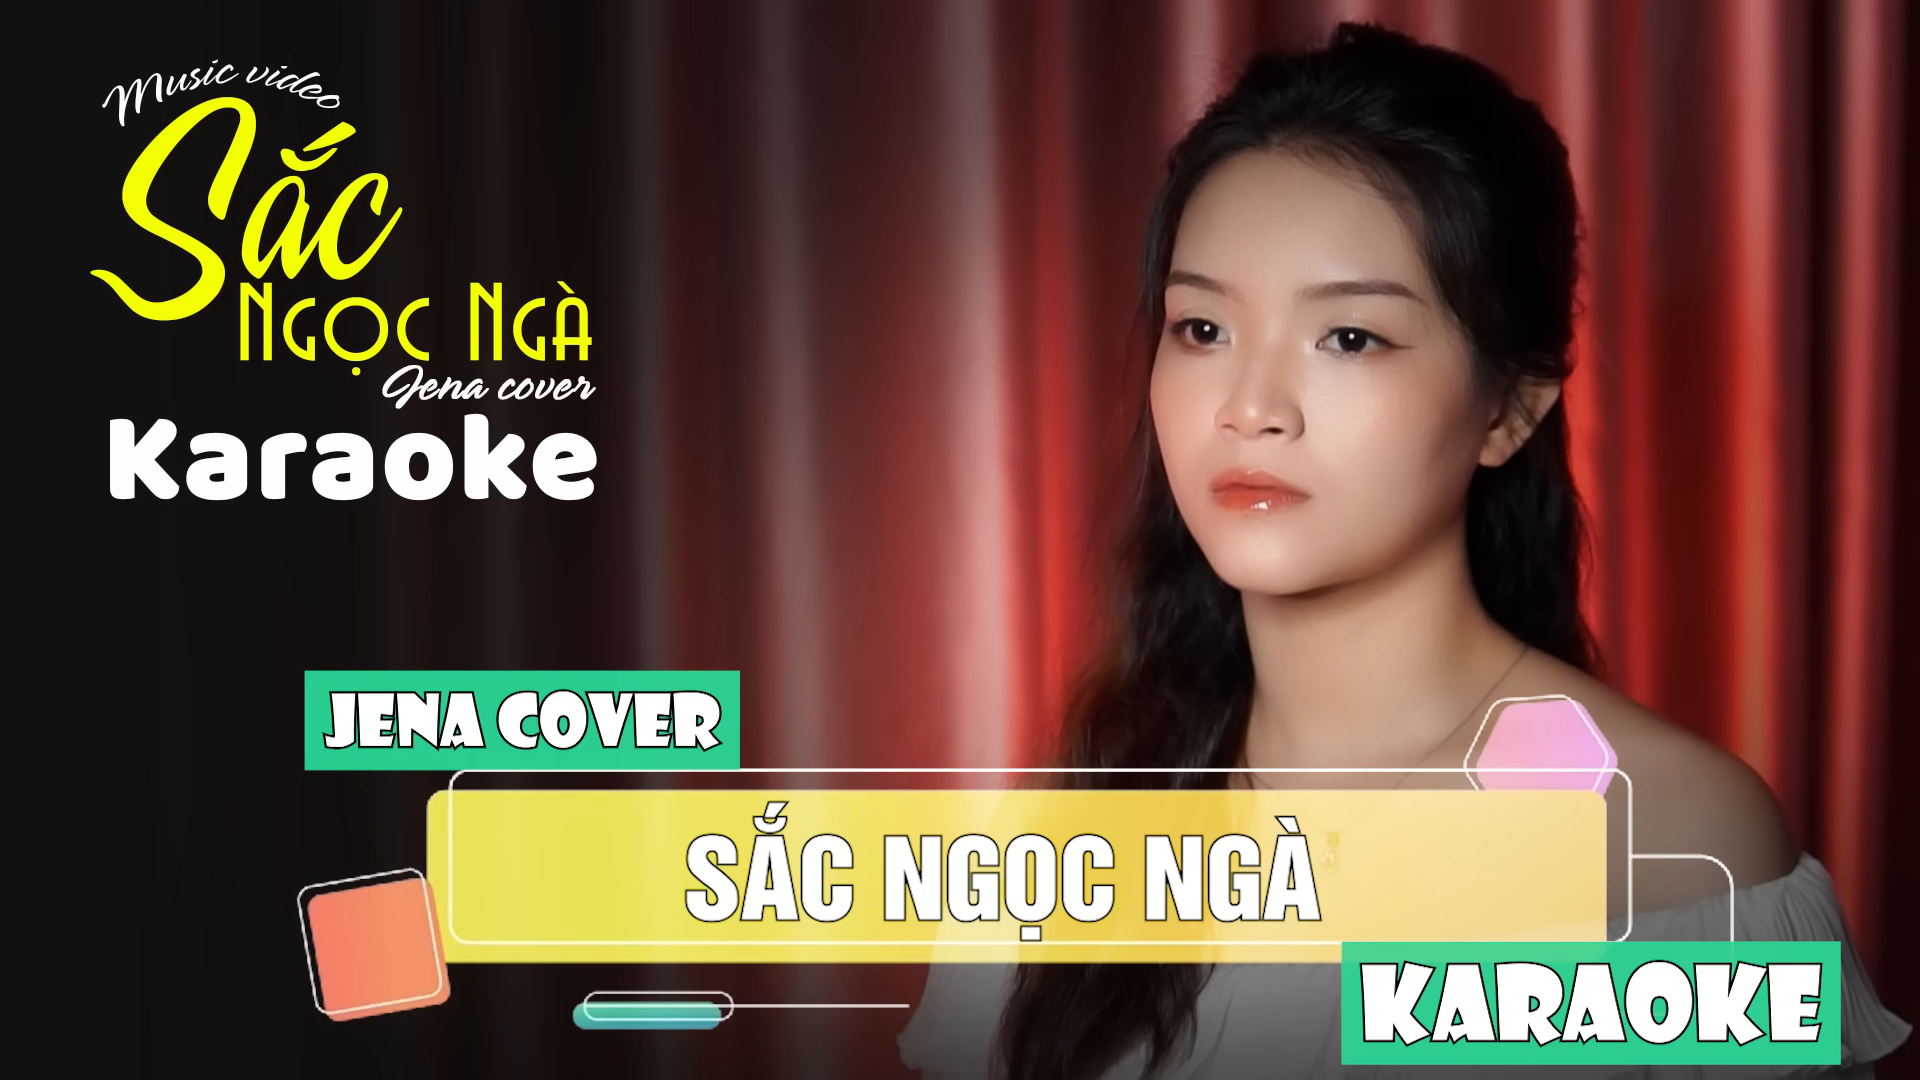 Music video
Sắc
Ngọc Ngà
Jena cover
Karaoke
JENA COVER
SẮC NGỌC NGÀ
KARAOKE